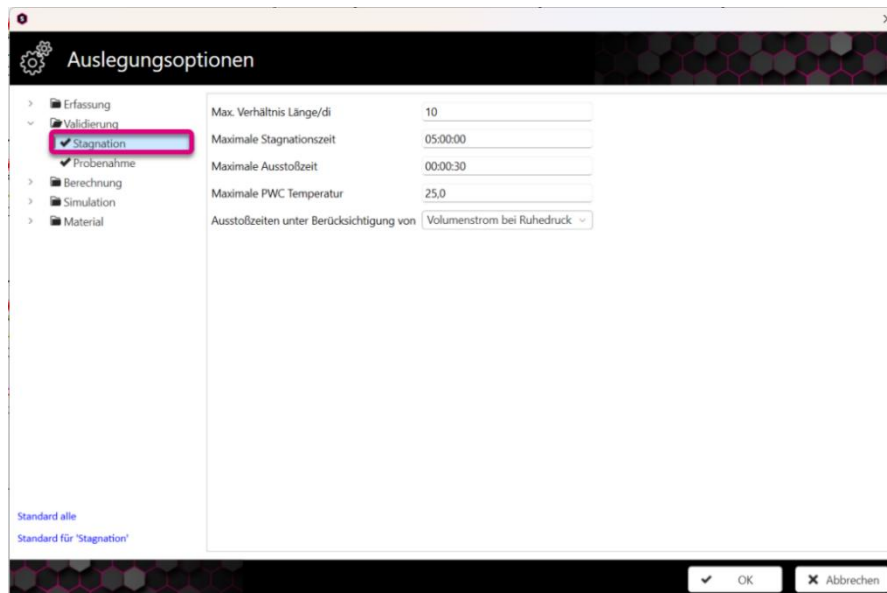 Auslegungsoptionen
Erfassung
Validierung
Stagnation
Probenahme
Berechnung
Simulation
Material
Max. Verhältnis Länge/di 10
Maximale Stagnationszeit 05:00:00
Maximale Ausstoßzeit 00:00:30
Maximale PWC Temperatur 25,0
Ausstoßzeiten unter Berücksichtigung von Volumenstrom bei Ruhedruck
Standard alle
Standard für 'Stagnation'
OK Abbrechen